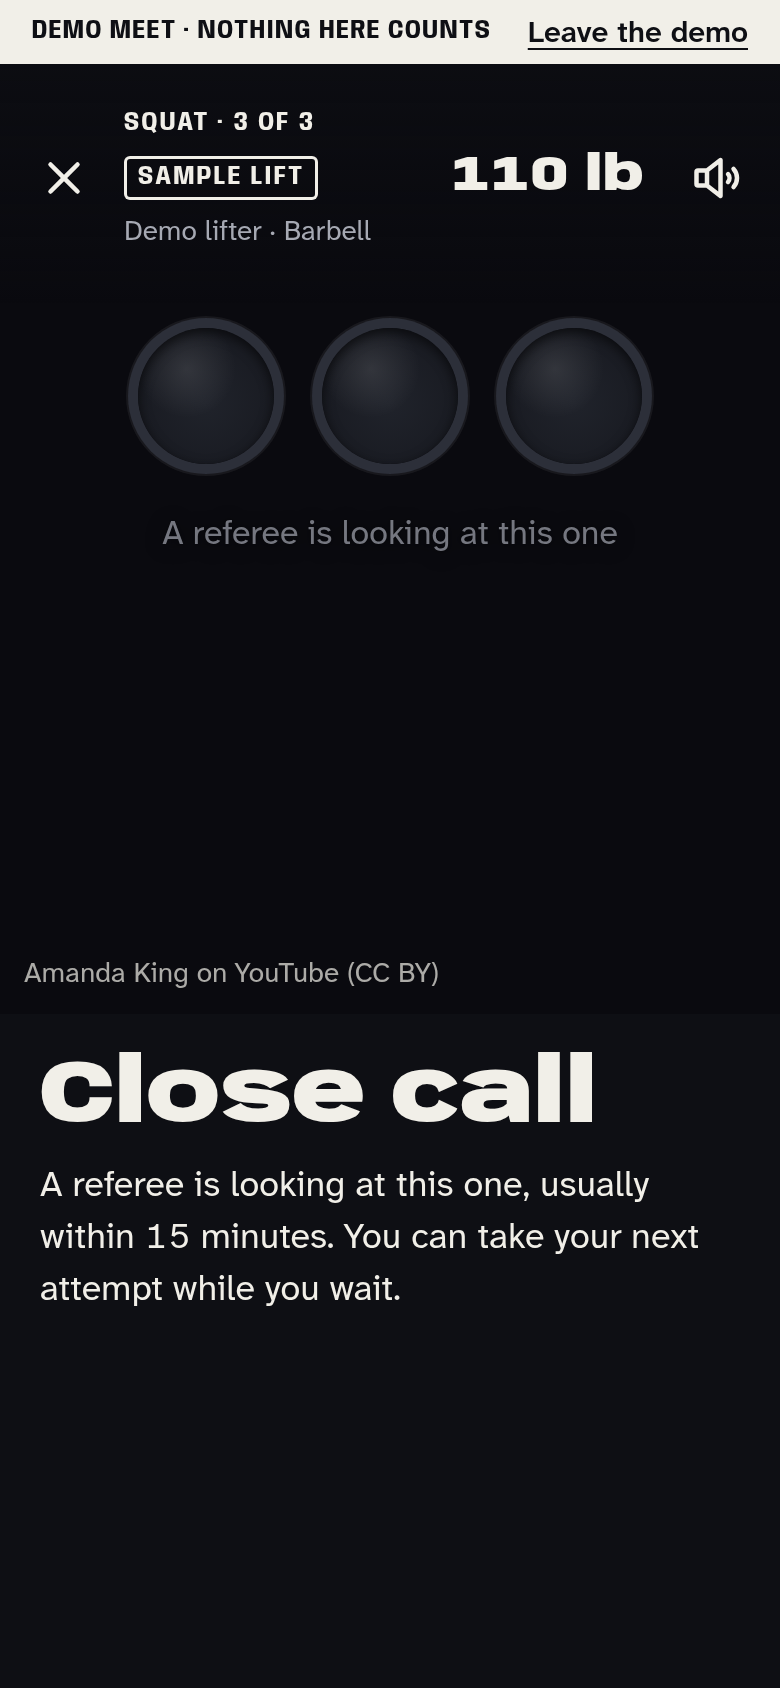 DEMO MEET · NOTHING HERE COUNTS
Leave the demo
SQUAT · 3 OF 3
SAMPLE LIFT
Demo lifter · Barbell
110 lb
A referee is looking at this one
Amanda King on YouTube (CC BY)
Close call
A referee is looking at this one, usually
within 15 minutes. You can take your next
attempt while you wait.